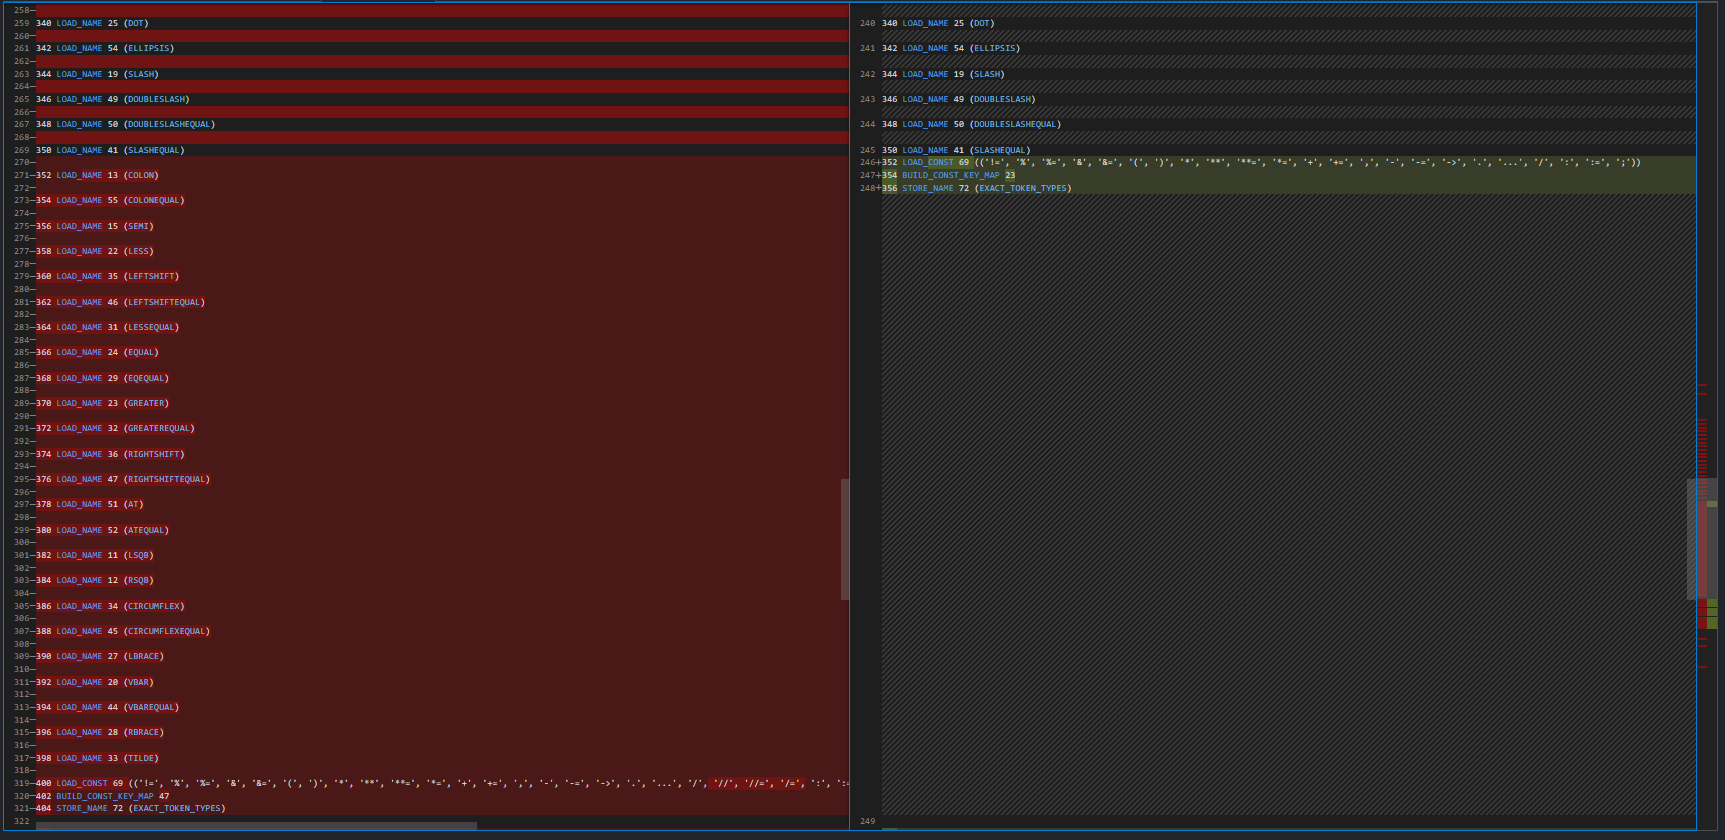 258−
259 340 LOAD_NAME 25 (DOT)
260−
261 342 LOAD_NAME 54 (ELLIPSIS)
262−
263 344 LOAD_NAME 19 (SLASH)
264−
265 346 LOAD_NAME 49 (DOUBLESLASH)
266−
267 348 LOAD_NAME 50 (DOUBLESLASHEQUAL)
268−
269 350 LOAD_NAME 41 (SLASHEQUAL)
270−
271− 352 LOAD_NAME 13 (COLON)
272−
273− 354 LOAD_NAME 55 (COLONEQUAL)
274−
275− 356 LOAD_NAME 15 (SEMI)
276−
277− 358 LOAD_NAME 22 (LESS)
278−
279− 360 LOAD_NAME 35 (LEFTSHIFT)
280−
281− 362 LOAD_NAME 46 (LEFTSHIFTEQUAL)
282−
283− 364 LOAD_NAME 31 (LESSEQUAL)
284−
285− 366 LOAD_NAME 24 (EQUAL)
286−
287− 368 LOAD_NAME 29 (EQEQUAL)
288−
289− 370 LOAD_NAME 23 (GREATER)
290−
291− 372 LOAD_NAME 32 (GREATEREQUAL)
292−
293− 374 LOAD_NAME 36 (RIGHTSHIFT)
294−
295− 376 LOAD_NAME 47 (RIGHTSHIFTEQUAL)
296−
297− 378 LOAD_NAME 51 (AT)
298−
299− 380 LOAD_NAME 52 (ATEQUAL)
300−
301− 382 LOAD_NAME 11 (LSQB)
302−
303− 384 LOAD_NAME 12 (RSQB)
304−
305− 386 LOAD_NAME 34 (CIRCUMFLEX)
306−
307− 388 LOAD_NAME 45 (CIRCUMFLEXEQUAL)
308−
309− 390 LOAD_NAME 27 (LBRACE)
310−
311− 392 LOAD_NAME 20 (VBAR)
312−
313− 394 LOAD_NAME 44 (VBAREQUAL)
314−
315− 396 LOAD_NAME 28 (RBRACE)
316−
317− 398 LOAD_NAME 33 (TILDE)
318−
319− 400 LOAD_CONST 69 (('!=', '%', '%=', '&', '&=', '(', ')', '*', '**', '**=', '*=', '+', '+=', ',', '-', '-=', '->', '.', '...', '/', '//', '//=', '/=', ':', ':=
320− 402 BUILD_CONST_KEY_MAP 47
321− 404 STORE_NAME 72 (EXACT_TOKEN_TYPES)
322
240 340 LOAD_NAME 25 (DOT)
241 342 LOAD_NAME 54 (ELLIPSIS)
242 344 LOAD_NAME 19 (SLASH)
243 346 LOAD_NAME 49 (DOUBLESLASH)
244 348 LOAD_NAME 50 (DOUBLESLASHEQUAL)
245 350 LOAD_NAME 41 (SLASHEQUAL)
246+ 352 LOAD_CONST 69 (('!=', '%', '%=', '&', '&=', '(', ')', '*', '**', '**=', '*=', '+', '+=', ',', '-', '-=', '->', '.', '...', '/', ':', ':=', ';'))
247+ 354 BUILD_CONST_KEY_MAP 23
248+ 356 STORE_NAME 72 (EXACT_TOKEN_TYPES)
249